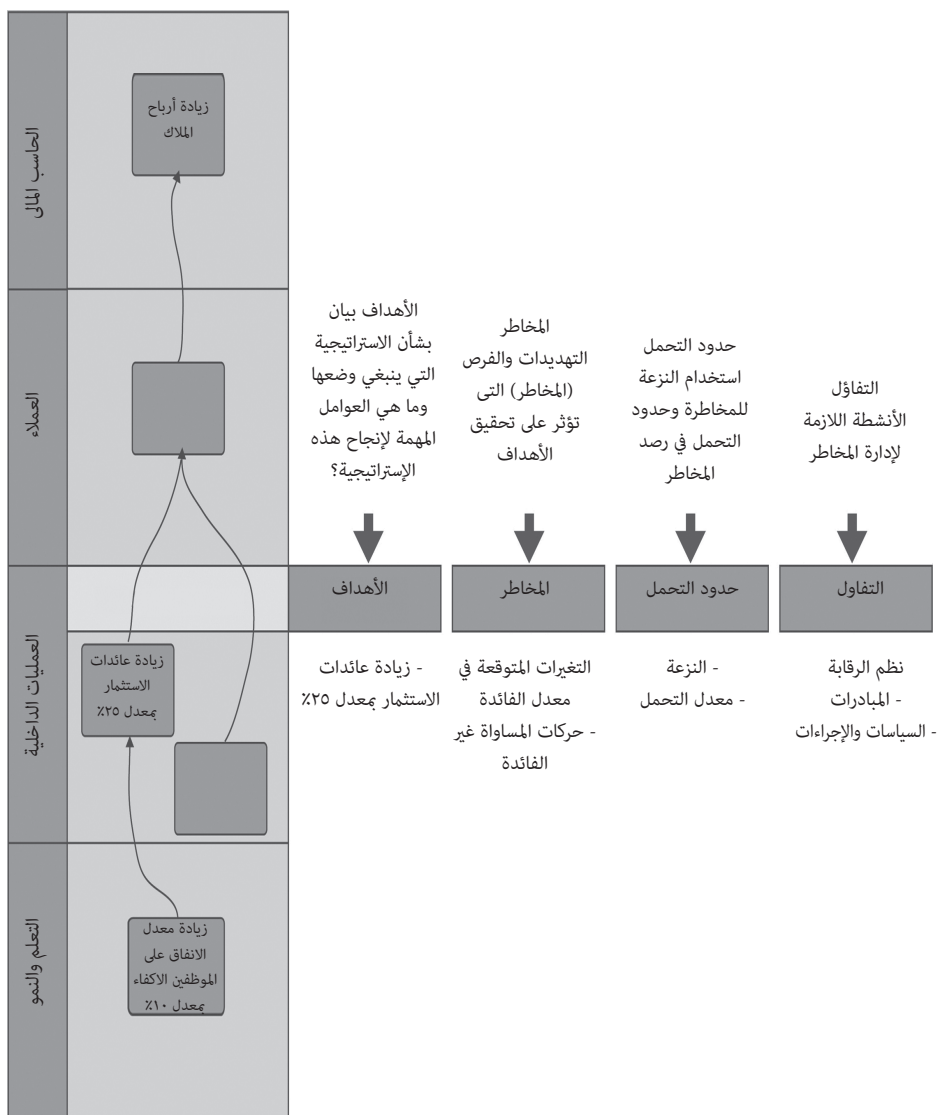 الحاسب المالى
زيادة أرباح
الملاك
العملاء
العمليات الداخلية
زيادة عائدات
الاستثمار
بمعدل ٢٥٪
التعلم والنمو
زيادة معدل
الانفاق على
الموظفين الاكفاء
بمعدل ١٠٪
الأهداف بيان
بشأن الاستراتيجية
التي ينبغي وضعها
وما هي العوامل
المهمة لإنجاح هذه
الإستراتيجية؟
الأهداف
- زيادة عائدات
الاستثمار بمعدل ٢٥٪
المخاطر
التهديدات والفرص
(المخاطر) التى
تؤثر على تحقيق
الأهداف
المخاطر
التغيرات المتوقعة في
معدل الفائدة
- حركات المساواة غير
الفائدة
حدود التحمل
استخدام النزعة
للمخاطرة وحدود
التحمل في رصد
المخاطر
حدود التحمل
- النزعة
- معدل التحمل
التفاؤل
الأنشطة اللازمة
لإدارة المخاطر
التفاول
نظم الرقابة
- المبادرات
- السياسات والإجراءات